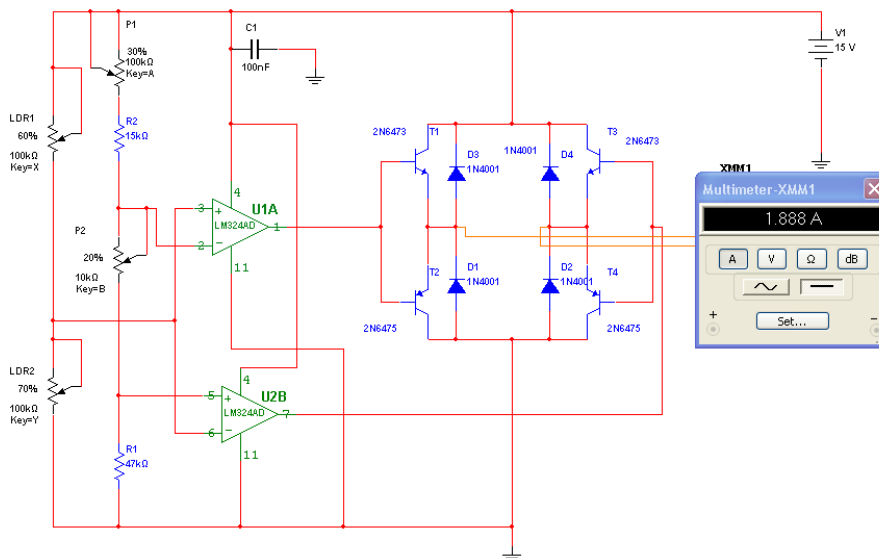 P1
30%
100kΩ
Key=A
C1
100nF
V1
15 V
LDR1
60%
100kΩ
Key=X
R2
15kΩ
2N6473
T1
D3
1N4001
1N4001
D4
T3
2N6473
XMM1
Multimeter-XMM1
1.888 A
A
V
Ω
dB
Set...
+
−
4
3
+
U1A
LM324AD
1
2
−
11
P2
20%
10kΩ
Key=B
T2
D1
1N4001
D2
1N4001
T4
2N6475
2N6475
LDR2
70%
100kΩ
Key=Y
4
U2B
5
+
LM324AD
7
6
−
11
R1
47kΩ